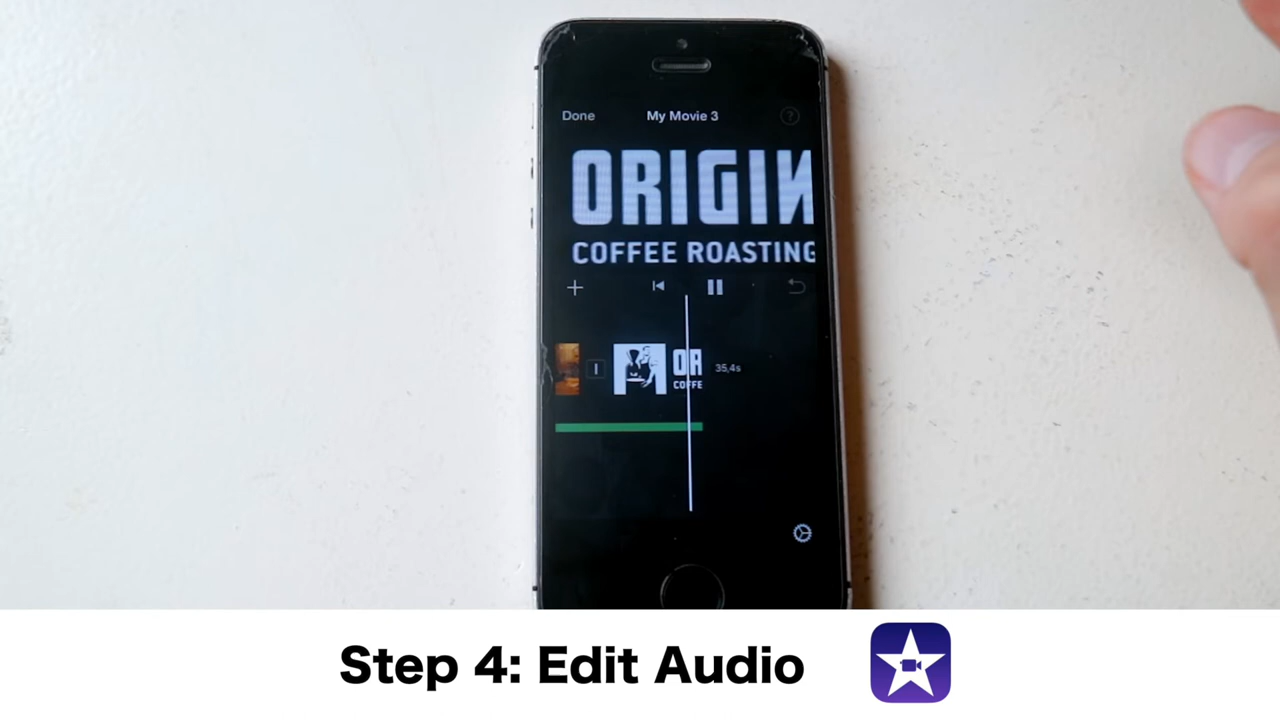 Done My Movie 3 ?
ORIGIN
COFFEE ROASTING
OR
COFFE
35,4s
Step 4: Edit Audio